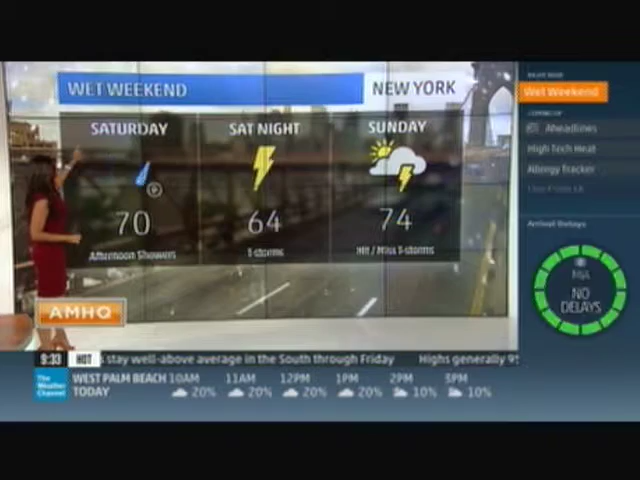 WET WEEKEND
NEW YORK
SATURDAY
SAT NIGHT
SUNDAY
70
64
74
Afternoon Showers
T-storms
Hit / Miss T-storms
AMHQ
Wet Weekend
Aheadlines
High Tech Heat
Allergy Tracker
Arrival Delays
MIA
NO
DELAYS
9:33
HOT
stay well-above average in the South through Friday
Highs generally
The
Weather
Channel
WEST PALM BEACH
TODAY
10AM
11AM
12PM
1PM
2PM
3PM
20%
20%
20%
20%
10%
10%